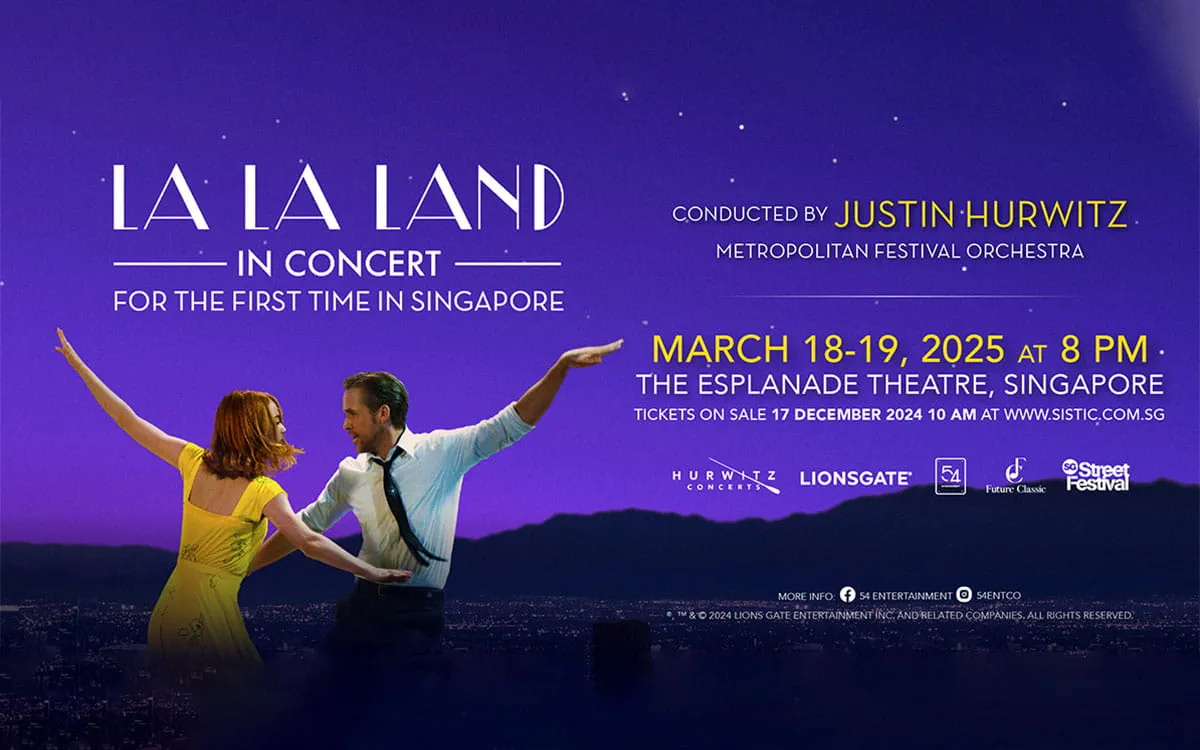 LA LA LAND
IN CONCERT
FOR THE FIRST TIME IN SINGAPORE
CONDUCTED BY JUSTIN HURWITZ
METROPOLITAN FESTIVAL ORCHESTRA
MARCH 18-19, 2025 AT 8 PM
THE ESPLANADE THEATRE, SINGAPORE
TICKETS ON SALE 17 DECEMBER 2024 10 AM AT WWW.SISTIC.COM.SG
HURWITZ
CONCERTS
LIONSGATE®
54
Future Classic
SG Street
Festival
MORE INFO: 54 ENTERTAINMENT 54ENTCO
®, ™ & © 2024 LIONS GATE ENTERTAINMENT INC. AND RELATED COMPANIES. ALL RIGHTS RESERVED.